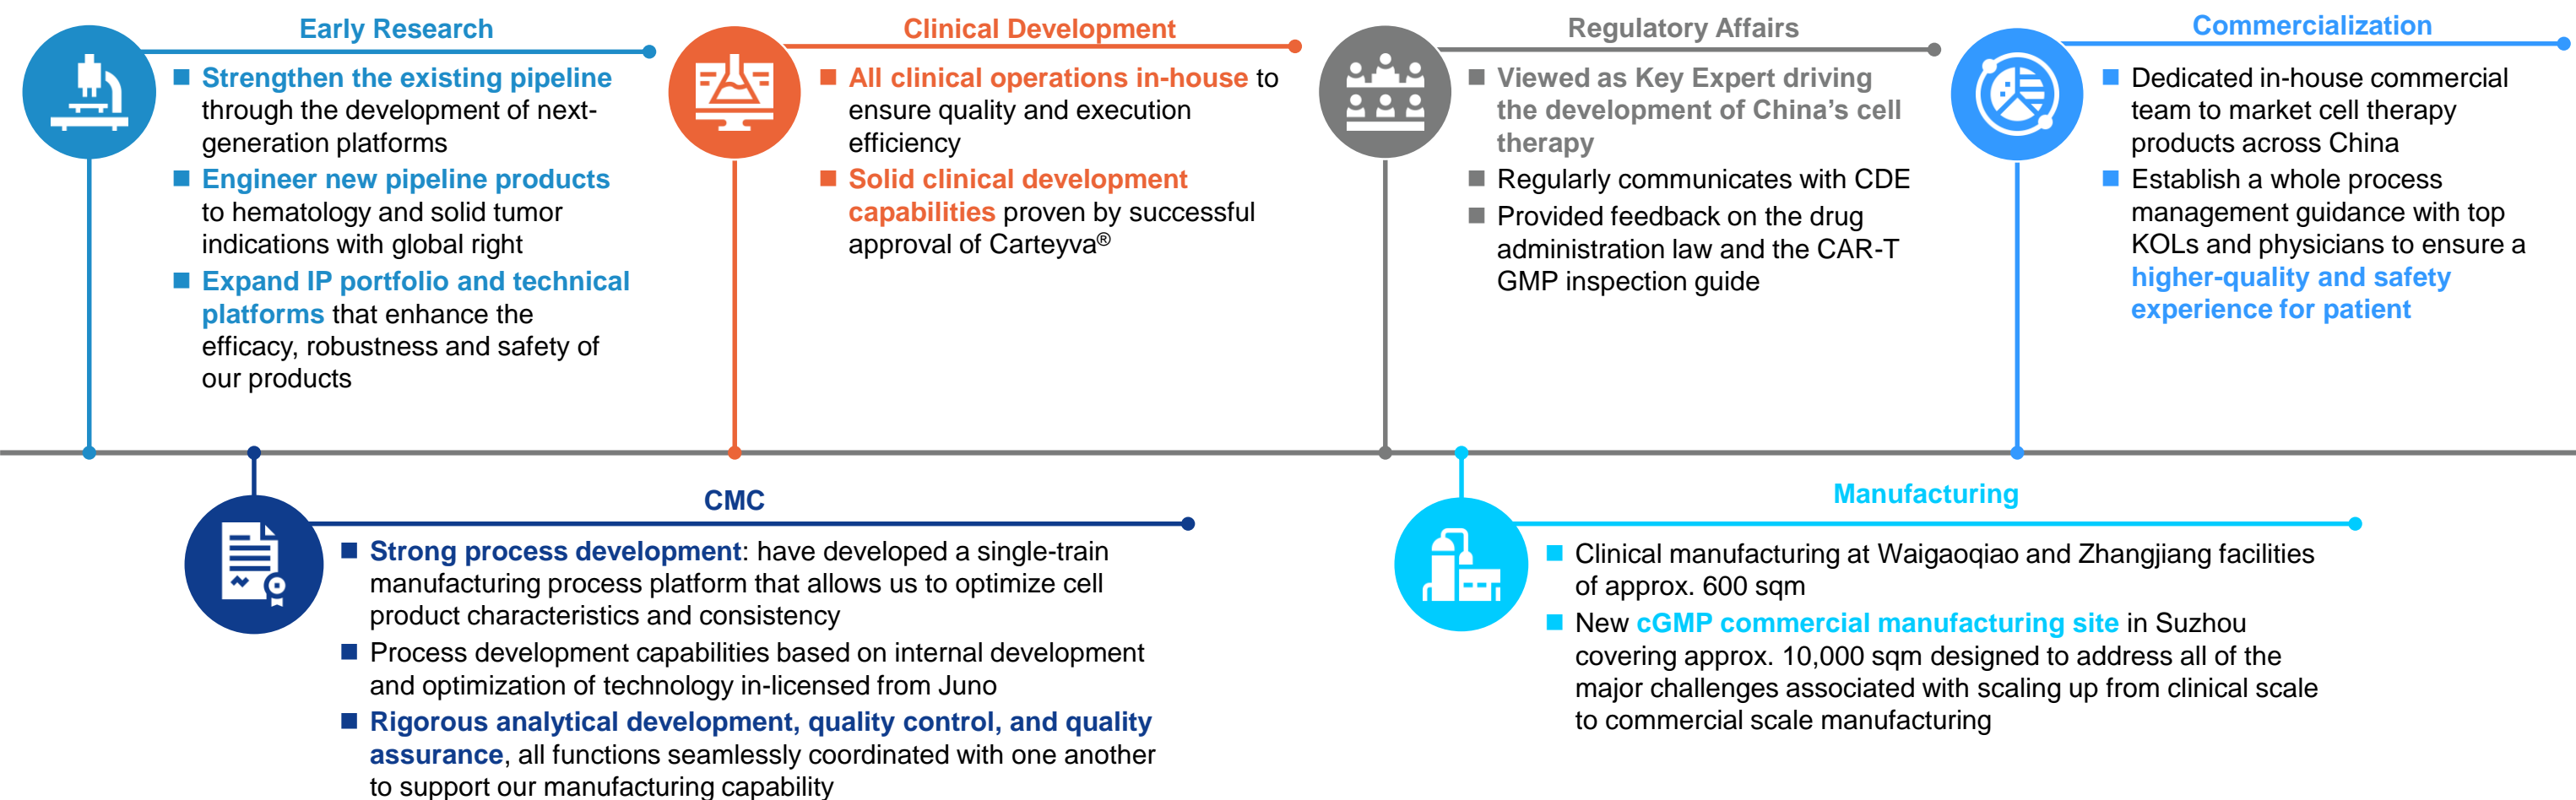 Early Research
Strengthen the existing pipeline
through the development of next-
generation platforms
Engineer new pipeline products
to hematology and solid tumor
indications with global right
Expand IP portfolio and technical
platforms that enhance the
efficacy, robustness and safety of
our products
Clinical Development
All clinical operations in-house to
ensure quality and execution
efficiency
Solid clinical development
capabilities proven by successful
approval of Carteyva®
Regulatory Affairs
Viewed as Key Expert driving
the development of China's cell
therapy
Regularly communicates with CDE
Provided feedback on the drug
administration law and the CAR-T
GMP inspection guide
Commercialization
Dedicated in-house commercial
team to market cell therapy
products across China
Establish a whole process
management guidance with top
KOLs and physicians to ensure a
higher-quality and safety
experience for patient
CMC
Strong process development: have developed a single-train
manufacturing process platform that allows us to optimize cell
product characteristics and consistency
Process development capabilities based on internal development
and optimization of technology in-licensed from Juno
Rigorous analytical development, quality control, and quality
assurance, all functions seamlessly coordinated with one another
to support our manufacturing capability
Manufacturing
Clinical manufacturing at Waigaoqiao and Zhangjiang facilities
of approx. 600 sqm
New cGMP commercial manufacturing site in Suzhou
covering approx. 10,000 sqm designed to address all of the
major challenges associated with scaling up from clinical scale
to commercial scale manufacturing